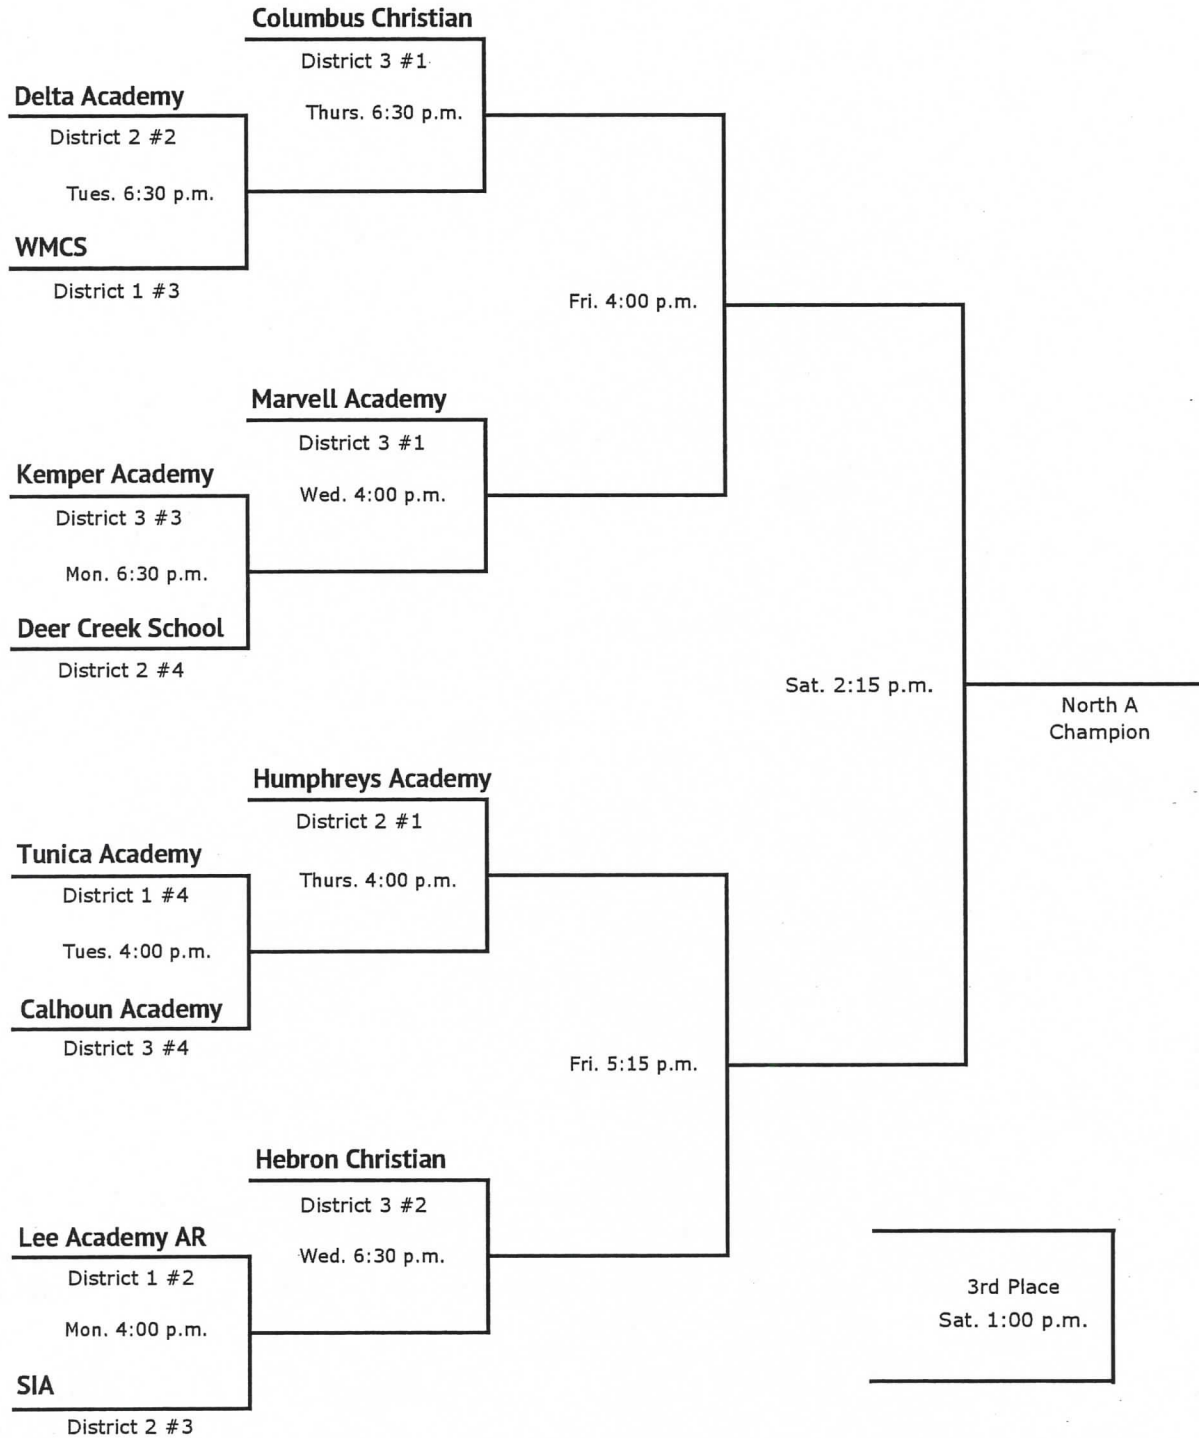 Columbus Christian
District 3 #1
Thurs. 6:30 p.m.
Delta Academy
District 2 #2
Tues. 6:30 p.m.
WMCS
District 1 #3
Fri. 4:00 p.m.
Marvell Academy
District 3 #1
Wed. 4:00 p.m.
Kemper Academy
District 3 #3
Mon. 6:30 p.m.
Deer Creek School
District 2 #4
Sat. 2:15 p.m.
North A
Champion
Humphreys Academy
District 2 #1
Thurs. 4:00 p.m.
Tunica Academy
District 1 #4
Tues. 4:00 p.m.
Calhoun Academy
District 3 #4
Fri. 5:15 p.m.
Hebron Christian
District 3 #2
Wed. 6:30 p.m.
Lee Academy AR
District 1 #2
Mon. 4:00 p.m.
SIA
District 2 #3
3rd Place
Sat. 1:00 p.m.